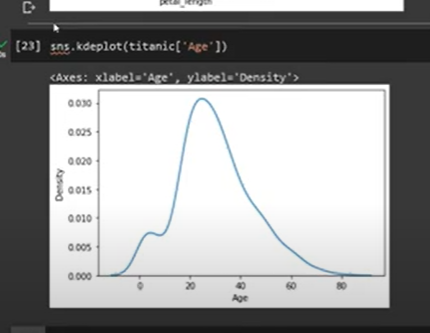 petal_length
[23] sns.kdeplot(titanic['Age'])
<Axes: xlabel='Age', ylabel='Density'>
0.030
0.025
0.020
0.015
0.010
0.005
0.000
Density
0 20 40 60 80
Age